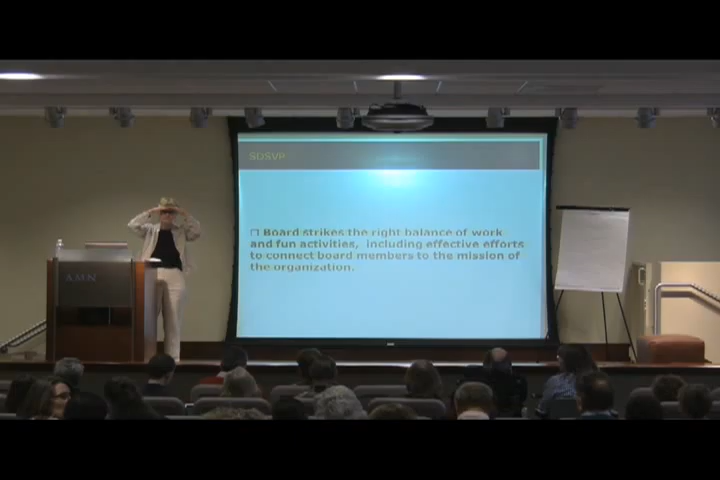 SDSVP
□ Board strikes the right balance of work
and fun activities, including effective efforts
to connect board members to the mission of
the organization.
AMN